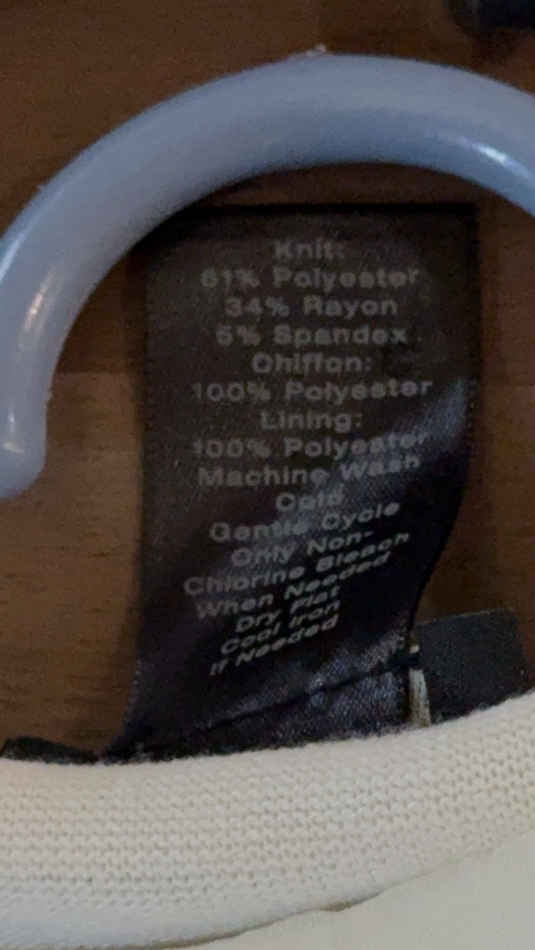 Knit:
61% Polyester
34% Rayon
5% Spandex
Chiffon:
100% Polyester
Lining:
100% Polyester
Machine Wash
Cold
Gentle Cycle
Only Non-
Chlorine Bleach
When Needed
Dry Flat
Cool Iron
If Needed